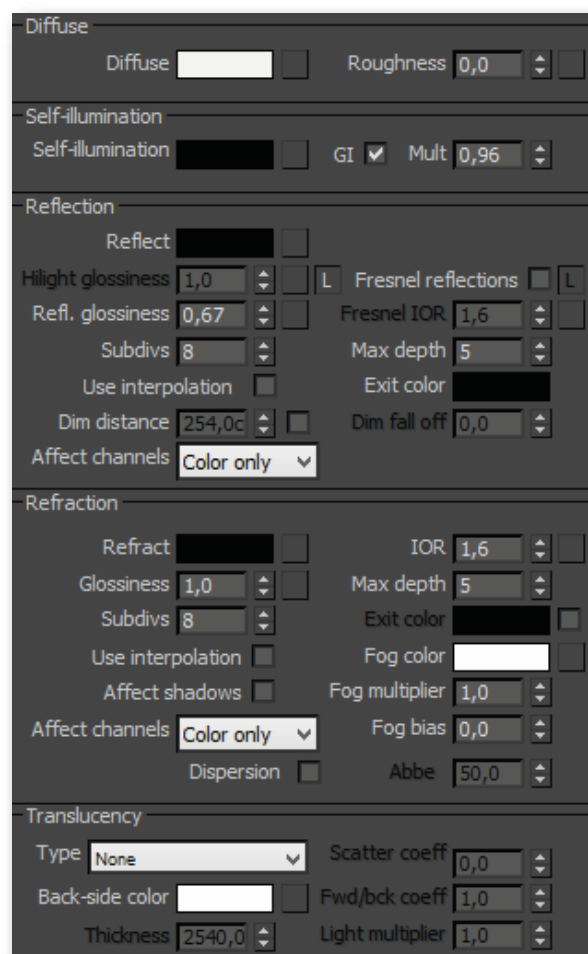 Diffuse
Diffuse Roughness 0,0
Self-illumination
Self-illumination GI Mult 0,96
Reflection
Reflect
Hilight glossiness 1,0 L Fresnel reflections L
Refl. glossiness 0,67 Fresnel IOR 1,6
Subdivs 8 Max depth 5
Use interpolation Exit color
Dim distance 254,0c Dim fall off 0,0
Affect channels Color only
Refraction
Refract IOR 1,6
Glossiness 1,0 Max depth 5
Subdivs 8 Exit color
Use interpolation Fog color
Affect shadows Fog multiplier 1,0
Affect channels Color only Fog bias 0,0
Dispersion Abbe 50,0
Translucency
Type None Scatter coeff 0,0
Back-side color Fwd/bck coeff 1,0
Thickness 2540,0 Light multiplier 1,0